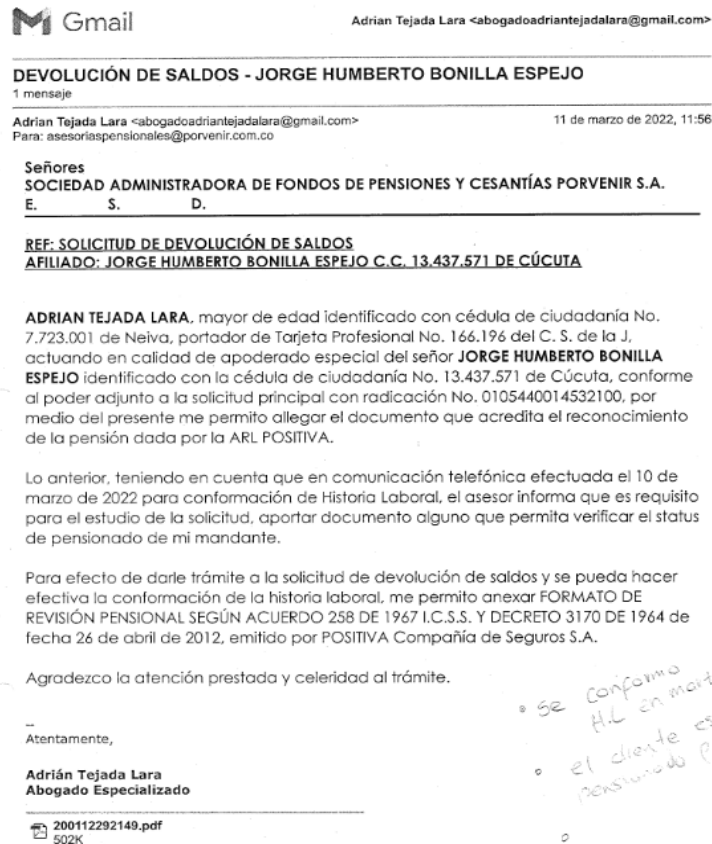 Gmail
Adrian Tejada Lara <abogadoadriantejadalara@gmail.com>
DEVOLUCIÓN DE SALDOS - JORGE HUMBERTO BONILLA ESPEJO
1 mensaje
Adrian Tejada Lara <abogadoadriantejadalara@gmail.com>
11 de marzo de 2022, 11:56
Para: asesoriaspensionales@porvenir.com.co
Señores
SOCIEDAD ADMINISTRADORA DE FONDOS DE PENSIONES Y CESANTÍAS PORVENIR S.A.
E. S. D.
REF: SOLICITUD DE DEVOLUCIÓN DE SALDOS
AFILIADO: JORGE HUMBERTO BONILLA ESPEJO C.C. 13.437.571 DE CÚCUTA
ADRIAN TEJADA LARA, mayor de edad identificado con cédula de ciudadanía No.
7.723.001 de Neiva, portador de Tarjeta Profesional No. 166.196 del C. S. de la J,
actuando en calidad de apoderado especial del señor JORGE HUMBERTO BONILLA
ESPEJO identificado con la cédula de ciudadanía No. 13.437.571 de Cúcuta, conforme
al poder adjunto a la solicitud principal con radicación No. 0105440014532100, por
medio del presente me permito allegar el documento que acredita el reconocimiento
de la pensión dada por la ARL POSITIVA.
Lo anterior, teniendo en cuenta que en comunicación telefónica efectuada el 10 de
marzo de 2022 para conformación de Historia Laboral, el asesor informa que es requisito
para el estudio de la solicitud, aportar documento alguno que permita verificar el status
de pensionado de mi mandante.
Para efecto de darle trámite a la solicitud de devolución de saldos y se pueda hacer
efectiva la conformación de la historia laboral, me permito anexar FORMATO DE
REVISIÓN PENSIONAL SEGÚN ACUERDO 258 DE 1967 I.C.S.S. Y DECRETO 3170 DE 1964 de
fecha 26 de abril de 2012, emitido por POSITIVA Compañía de Seguros S.A.
Agradezco la atención prestada y celeridad al trámite.
• se conformo
H.L en
• el cliente
pensionado
--
Atentamente,
Adrián Tejada Lara
Abogado Especializado
200112292149.pdf
502K